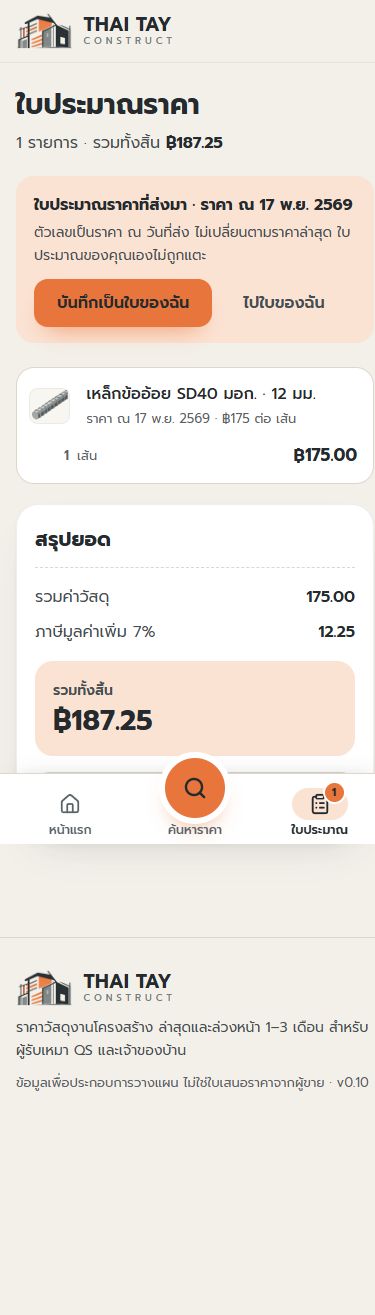 THAI TAY
CONSTRUCT
ใบประมาณราคา
1 รายการ · รวมทั้งสิ้น ฿187.25
ใบประมาณราคาที่ส่งมา · ราคา ณ 17 พ.ย. 2569
ตัวเลขเป็นราคา ณ วันที่ส่ง ไม่เปลี่ยนตามราคาล่าสุด ใบ
ประมาณของคุณเองไม่ถูกแตะ
บันทึกเป็นใบของฉัน
ไปใบของฉัน
เหล็กข้ออ้อย SD40 มอก. · 12 มม.
ราคา ณ 17 พ.ย. 2569 · ฿175 ต่อ เส้น
1 เส้น
฿175.00
สรุปยอด
รวมค่าวัสดุ 175.00
ภาษีมูลค่าเพิ่ม 7% 12.25
รวมทั้งสิ้น
฿187.25
1
หน้าแรก
ค้นหาราคา
ใบประมาณ
THAI TAY
CONSTRUCT
ราคาวัสดุงานโครงสร้าง ล่าสุดและล่วงหน้า 1–3 เดือน สำหรับ
ผู้รับเหมา QS และเจ้าของบ้าน
ข้อมูลเพื่อประกอบการวางแผน ไม่ใช่ใบเสนอราคาจากผู้ขาย · v0.10